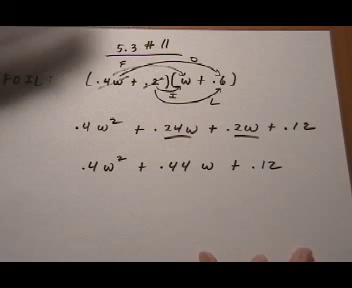 5.3 # 11
F O
FOIL: (.4w + .2)(w + .6)
I L
.4w² + .24w + .2w + .12
.4w² + .44w + .12